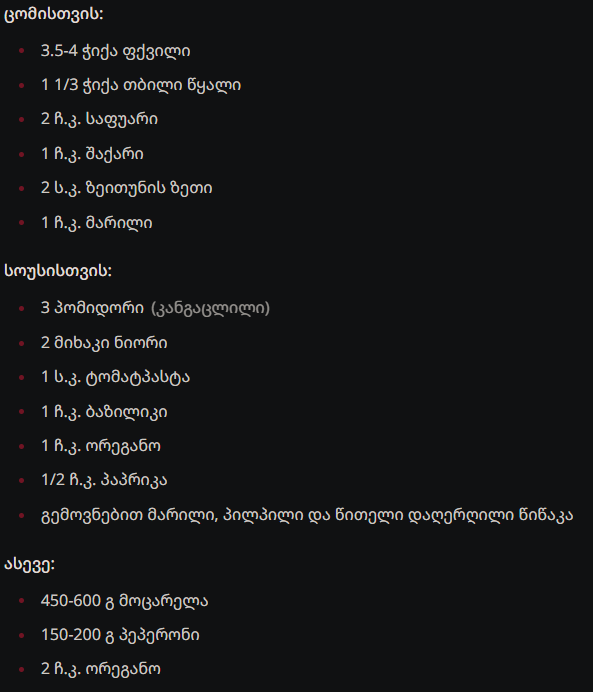 ცომისთვის:
3.5-4 ჭიქა ფქვილი
1 1/3 ჭიქა თბილი წყალი
2 ჩ.კ. საფუარი
1 ჩ.კ. შაქარი
2 ს.კ. ზეითუნის ზეთი
1 ჩ.კ. მარილი
სოუსისთვის:
3 პომიდორი (კანგაცლილი)
2 მიხაკი ნიორი
1 ს.კ. ტომატპასტა
1 ჩ.კ. ბაზილიკი
1 ჩ.კ. ორეგანო
1/2 ჩ.კ. პაპრიკა
გემოვნებით მარილი, პილპილი და წითელი დაღერღილი წიწაკა
ასევე:
450-600 გ მოცარელა
150-200 გ პეპერონი
2 ჩ.კ. ორეგანო